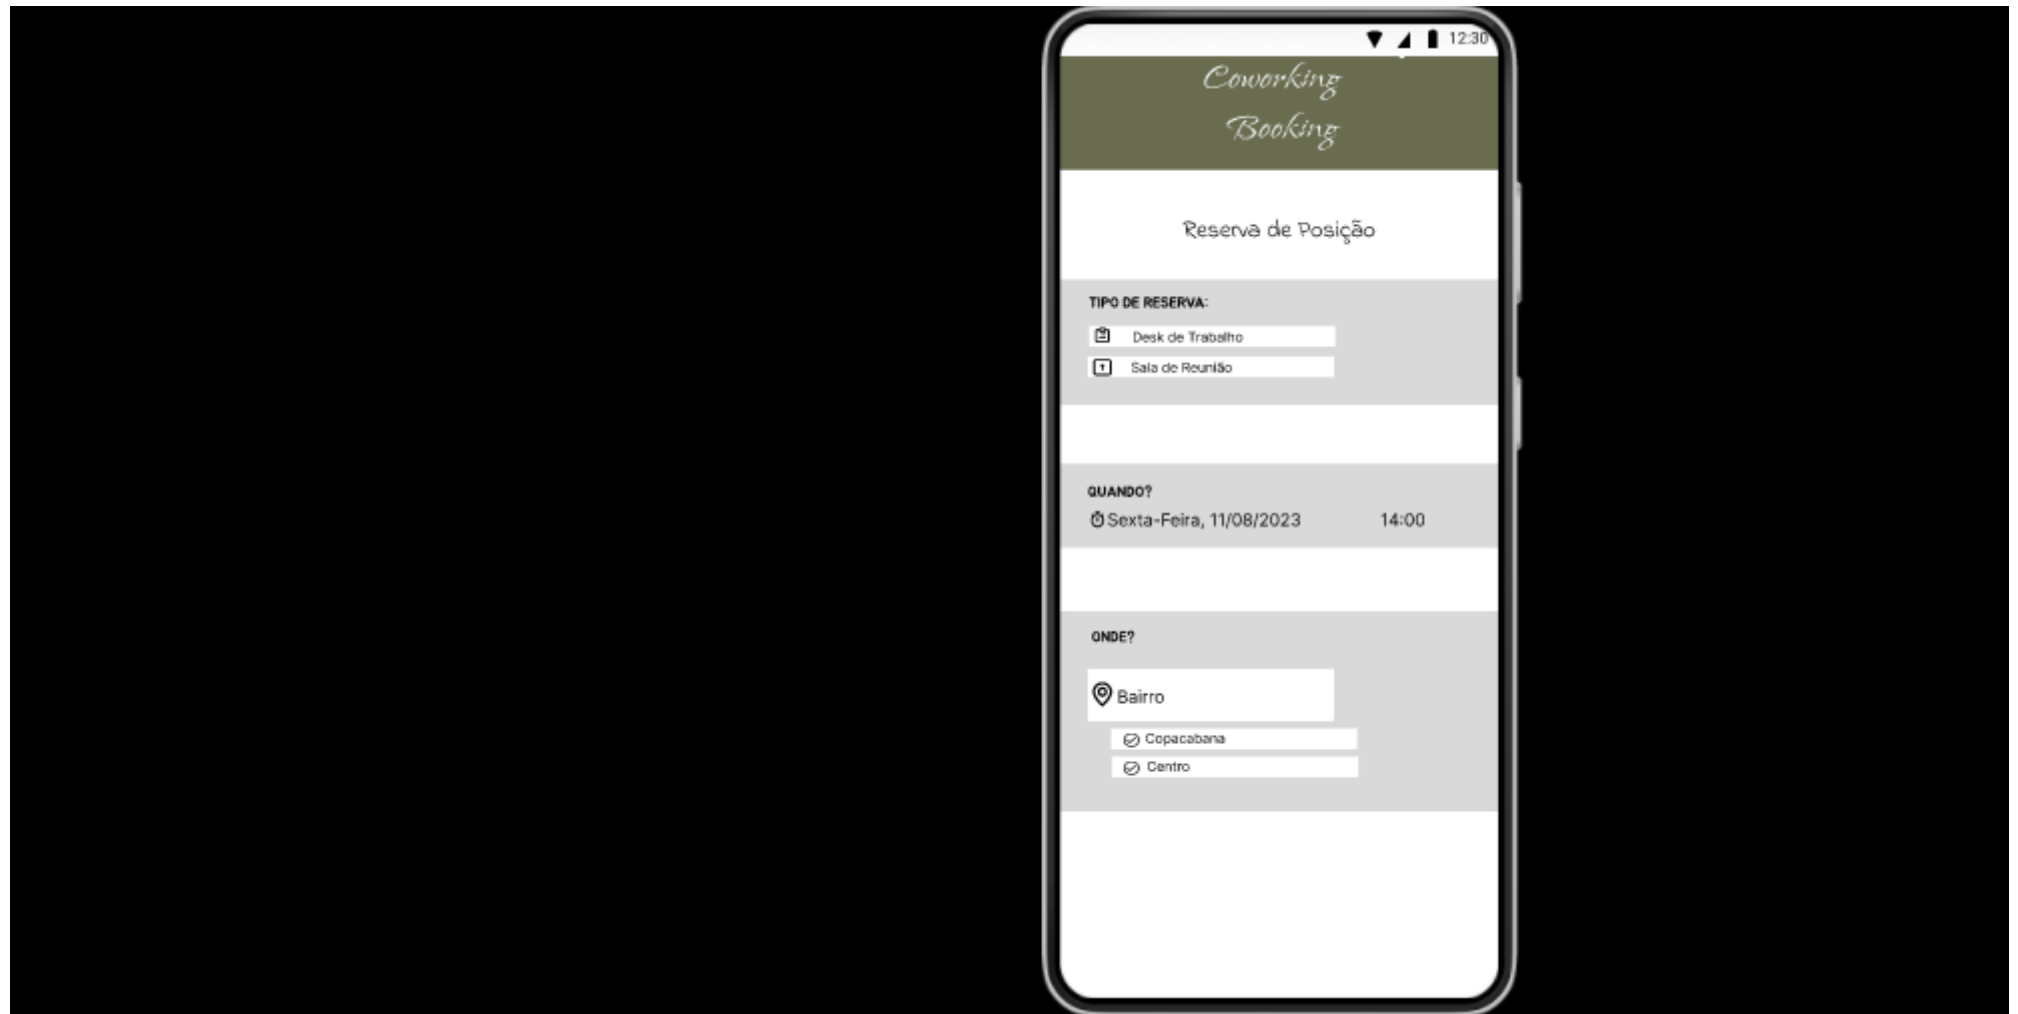 12:30
Coworking
Booking
Reserva de Posição
TIPO DE RESERVA:
Desk de Trabalho
Sala de Reunião
QUANDO?
Sexta-Feira, 11/08/2023 14:00
ONDE?
Bairro
Copacabana
Centro